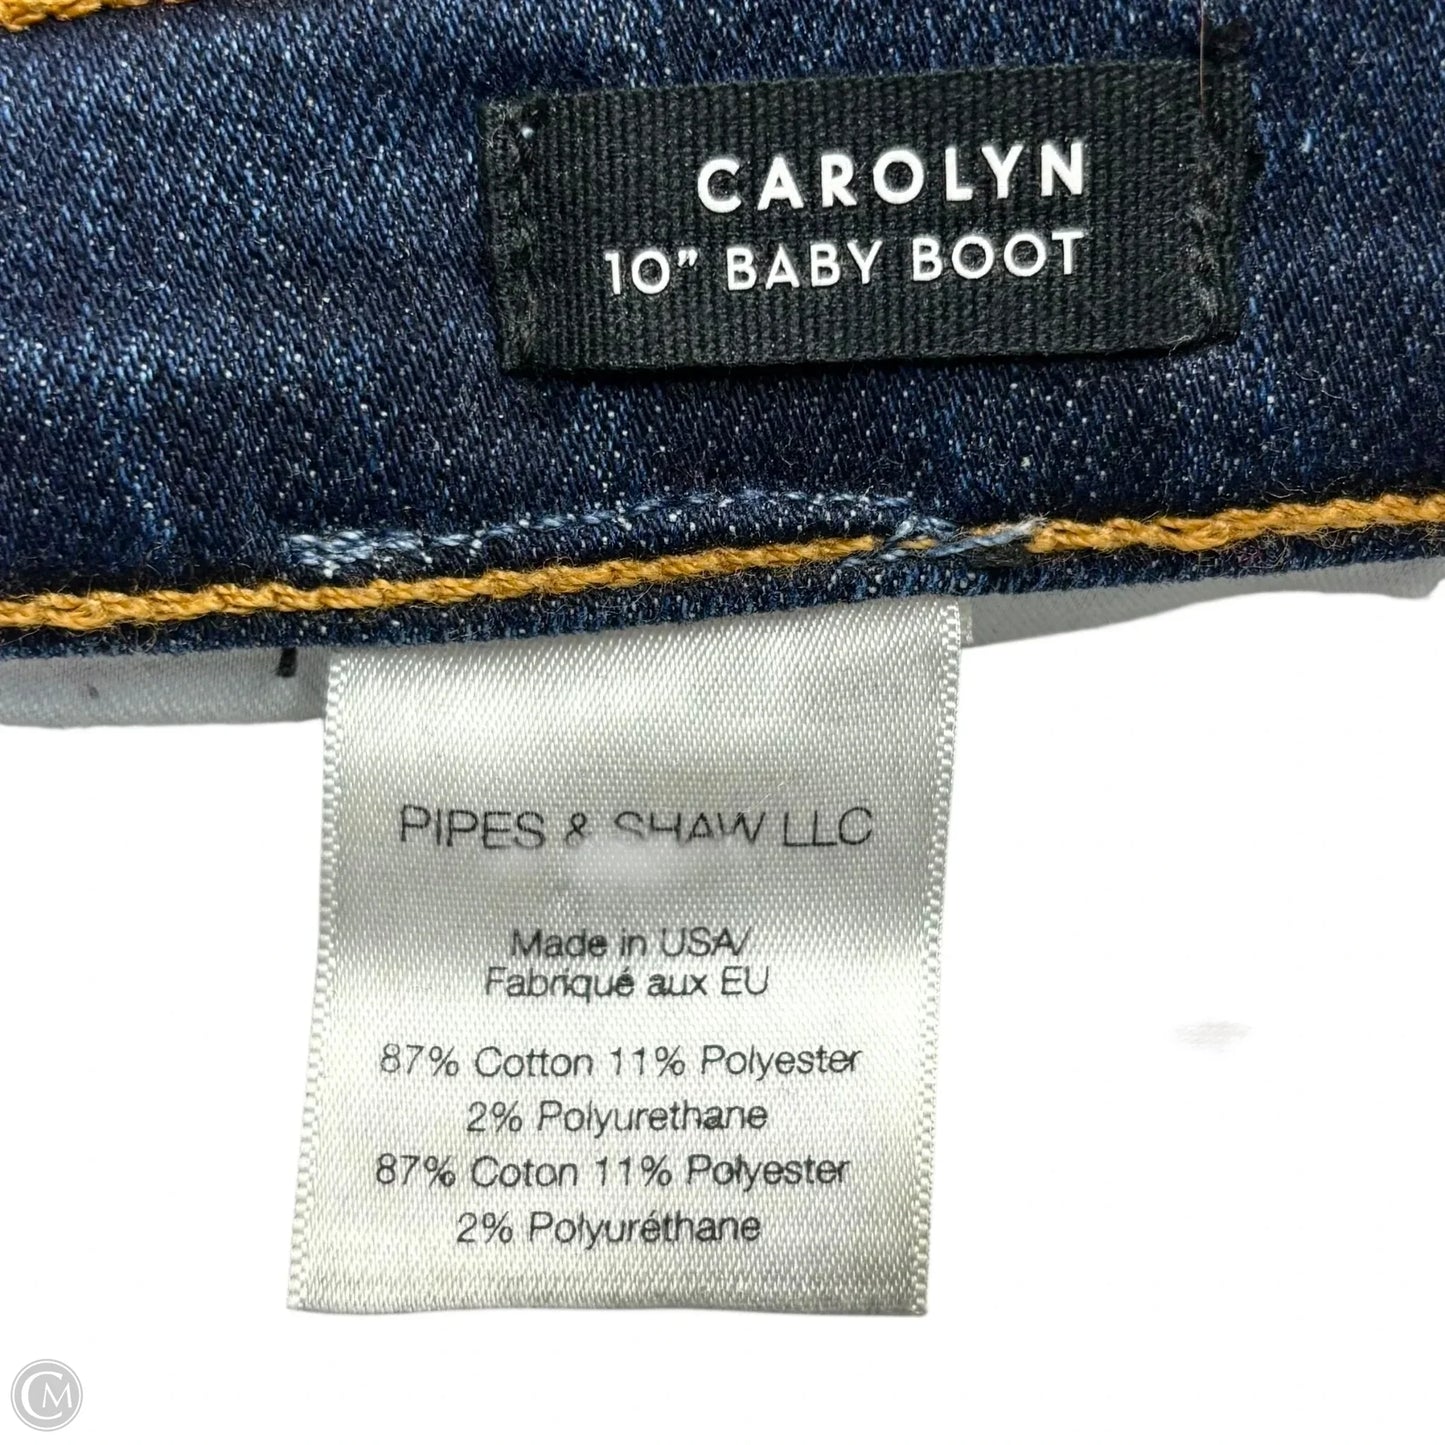 CAROLYN
10” BABY BOOT
PIPES & SHAW LLC
Made in USA/
Fabriqué aux EU
87% Cotton 11% Polyester
2% Polyurethane
87% Coton 11% Polyester
2% Polyuréthane
CM